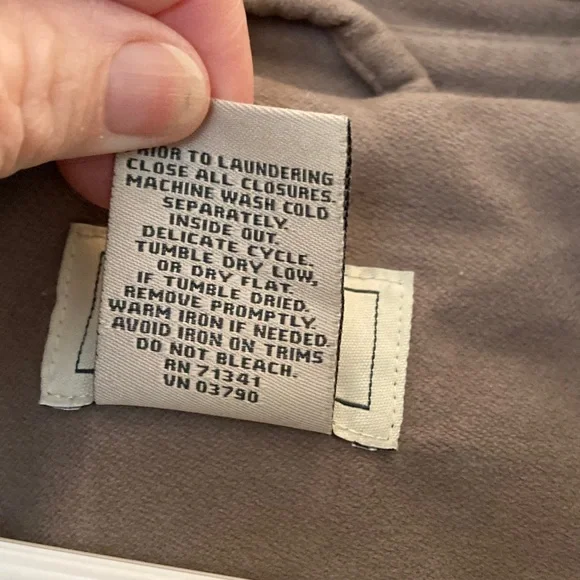 PRIOR TO LAUNDERING
CLOSE ALL CLOSURES.
MACHINE WASH COLD
SEPARATELY.
INSIDE OUT.
DELICATE CYCLE.
TUMBLE DRY LOW,
OR DRY FLAT.
IF TUMBLE DRIED.
REMOVE PROMPTLY.
WARM IRON IF NEEDED.
AVOID IRON ON TRIMS
DO NOT BLEACH.
RN 71341
VN 03790